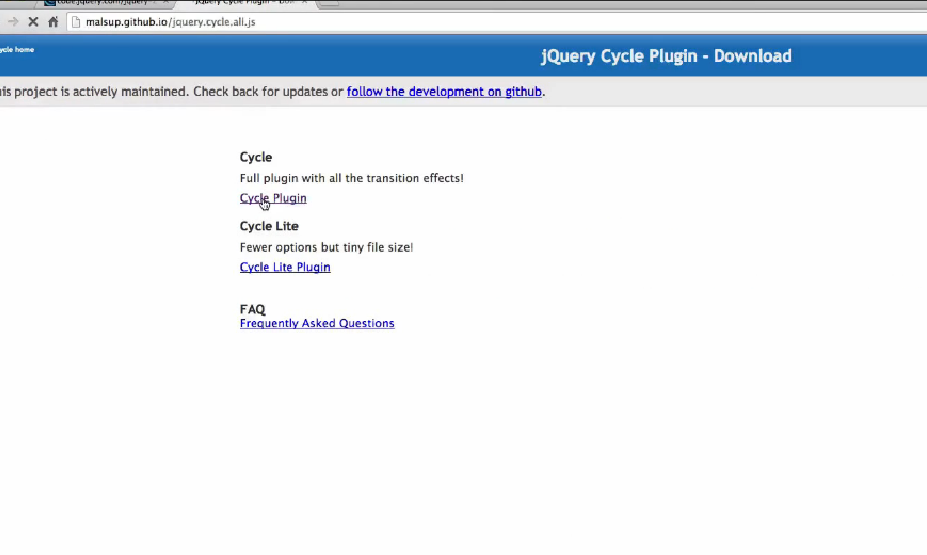 code.jquery.com/jquery-
jQuery Cycle Plugin - Dow
malsup.github.io/jquery.cycle.all.js
ycle home
jQuery Cycle Plugin - Download
his project is actively maintained. Check back for updates or follow the development on github.
Cycle
Full plugin with all the transition effects!
Cycle Plugin
Cycle Lite
Fewer options but tiny file size!
Cycle Lite Plugin
FAQ
Frequently Asked Questions